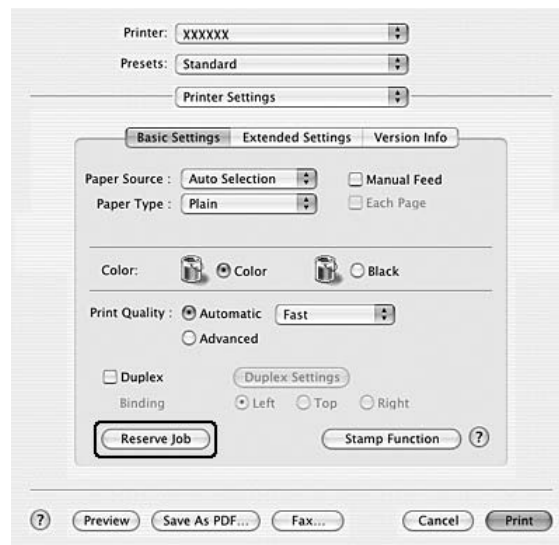 Printer: XXXXXX
Presets: Standard
Printer Settings
Basic Settings Extended Settings Version Info
Paper Source : Auto Selection Manual Feed
Paper Type : Plain Each Page
Color: Color Black
Print Quality : Automatic Fast
Advanced
Duplex Duplex Settings
Binding Left Top Right
Reserve Job Stamp Function ?
? Preview Save As PDF... Fax... Cancel Print